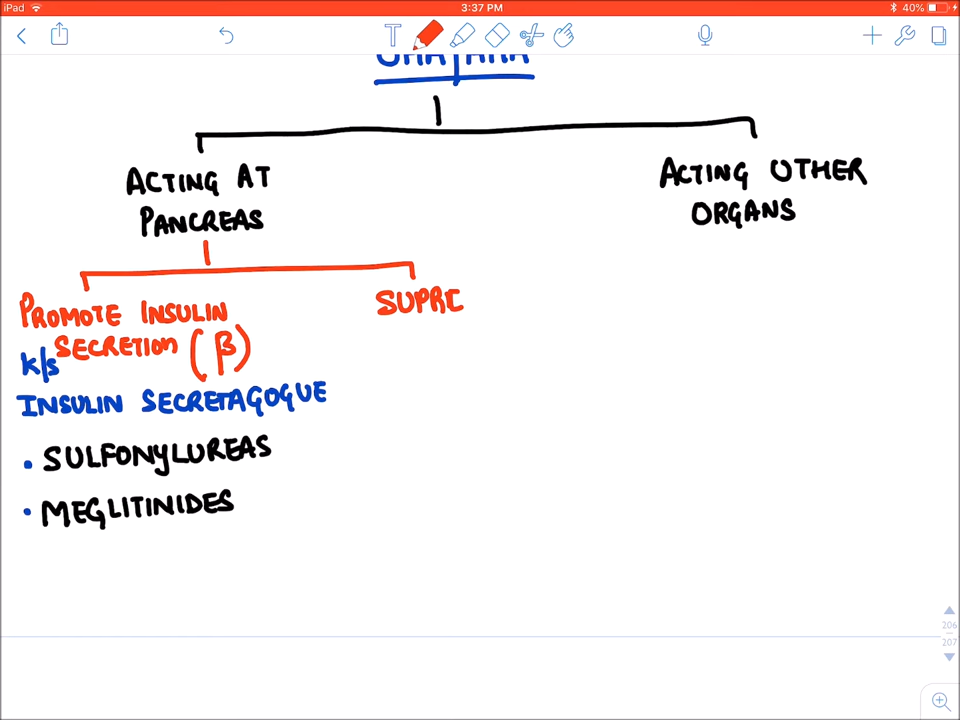 iPad 3:37 PM 40%
T
ACTING AT
PANCREAS
ACTING OTHER
ORGANS
PROMOTE INSULIN
SECRETION (β)
k/s
INSULIN SECRETAGOGUE
• SULFONYLUREAS
• MEGLITINIDES
SUPRE
206
207